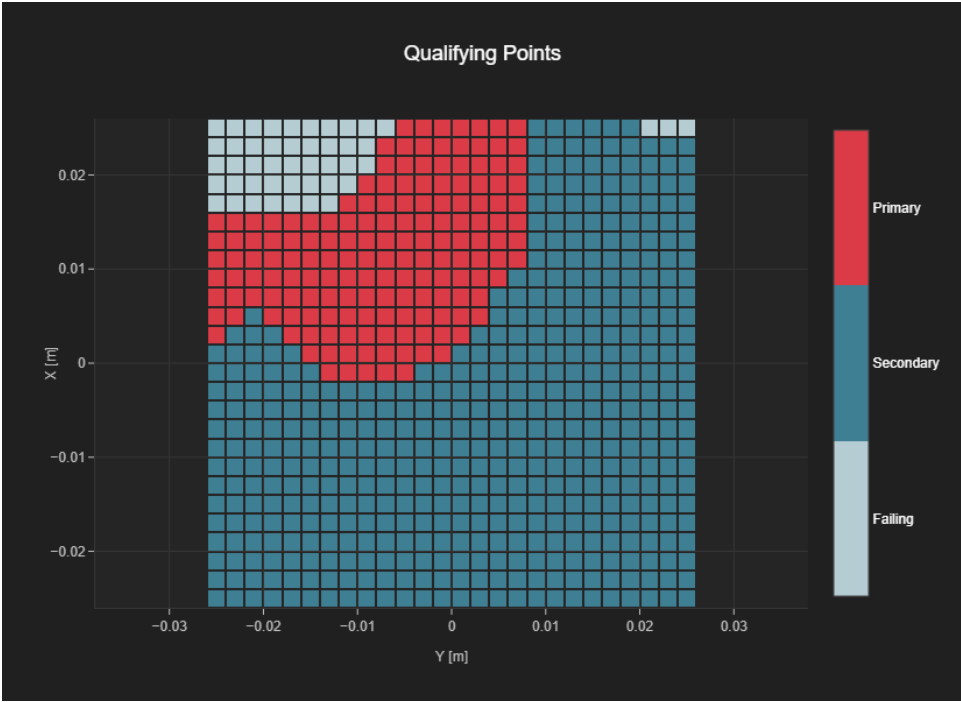 Qualifying Points
0.02
0.01
0
−0.01
−0.02
X [m]
−0.03
−0.02
−0.01
0
0.01
0.02
0.03
Y [m]
Primary
Secondary
Failing